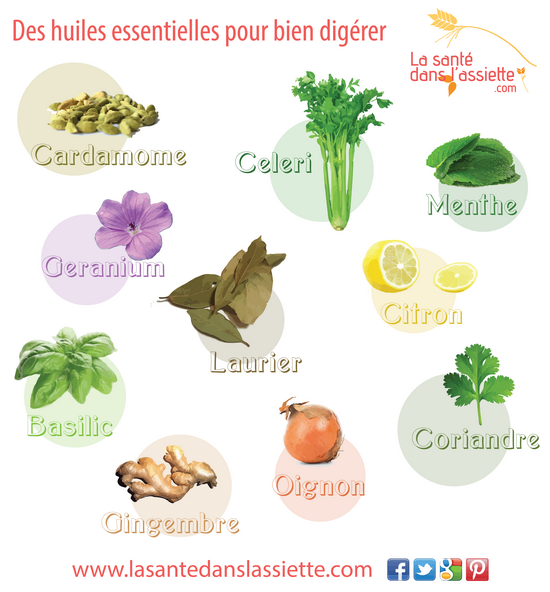 Des huiles essentielles pour bien digérer
La santé
dans l'assiette
.com
Cardamome
Celeri
Menthe
Geranium
Citron
Laurier
Basilic
Coriandre
Oignon
Gingembre
www.lasantedanslassiette.com